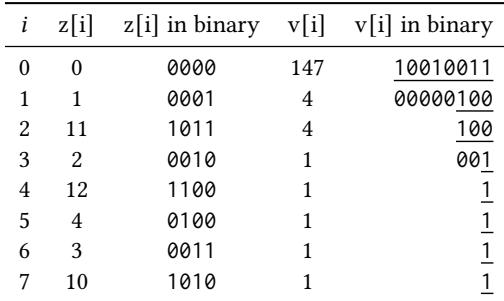 i z[i] z[i] in binary v[i] v[i] in binary
0 0 0000 147 10010011
1 1 0001 4 00000100
2 11 1011 4 100
3 2 0010 1 001
4 12 1100 1 1
5 4 0100 1 1
6 3 0011 1 1
7 10 1010 1 1